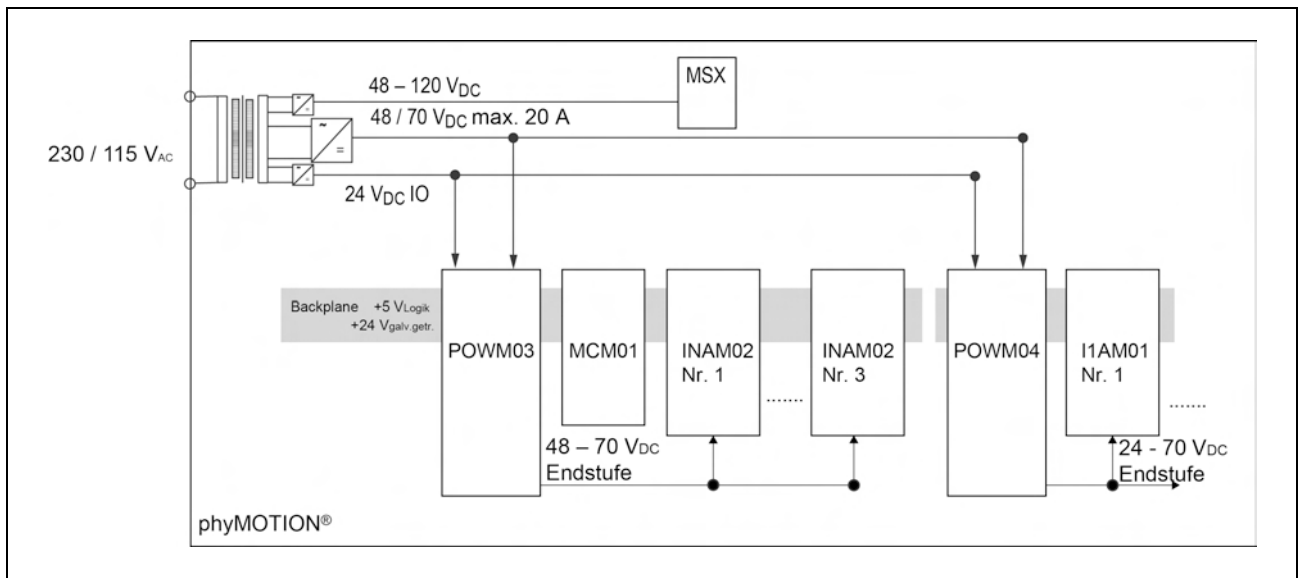 48 – 120 VDC
MSX
48 / 70 VDC max. 20 A
230 / 115 VAC
24 VDC IO
Backplane +5 VLogik
+24 Vgalv.getr.
POWM03
MCM01
INAM02
Nr. 1
.......
INAM02
Nr. 3
POWM04
I1AM01
Nr. 1
.......
48 – 70 VDC
Endstufe
24 - 70 VDC
Endstufe
phyMOTION®